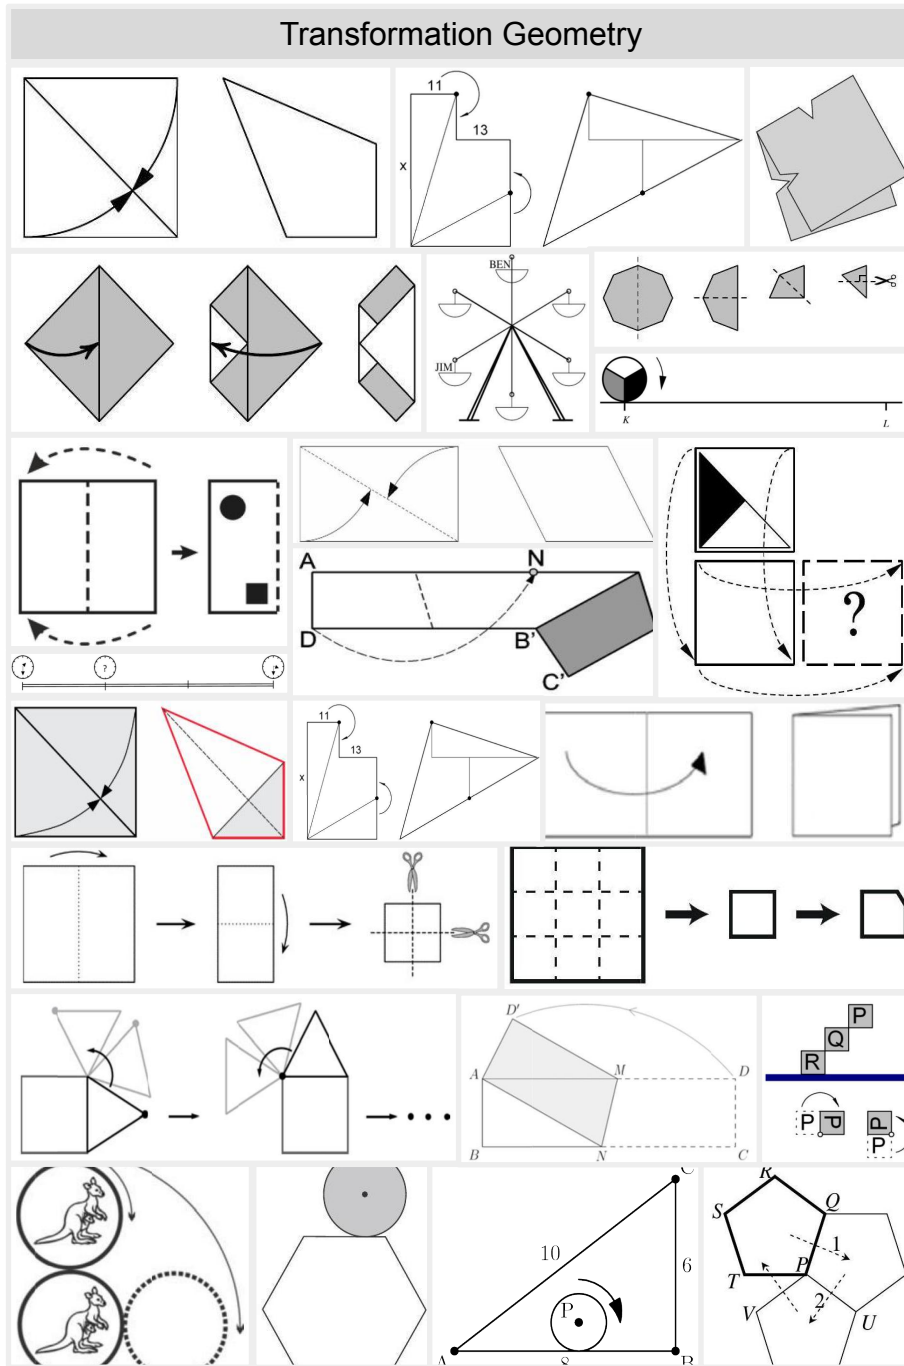 Transformation Geometry
11
13
x
BEN
JIM
K
L
A
N
D
B'
C'
?
?
11
13
x
D'
A
M
D
B
N
C
P
Q
R
P
P
P
P
C
10
6
P
A
8
B
R
S
Q
1
T
P
2
V
U